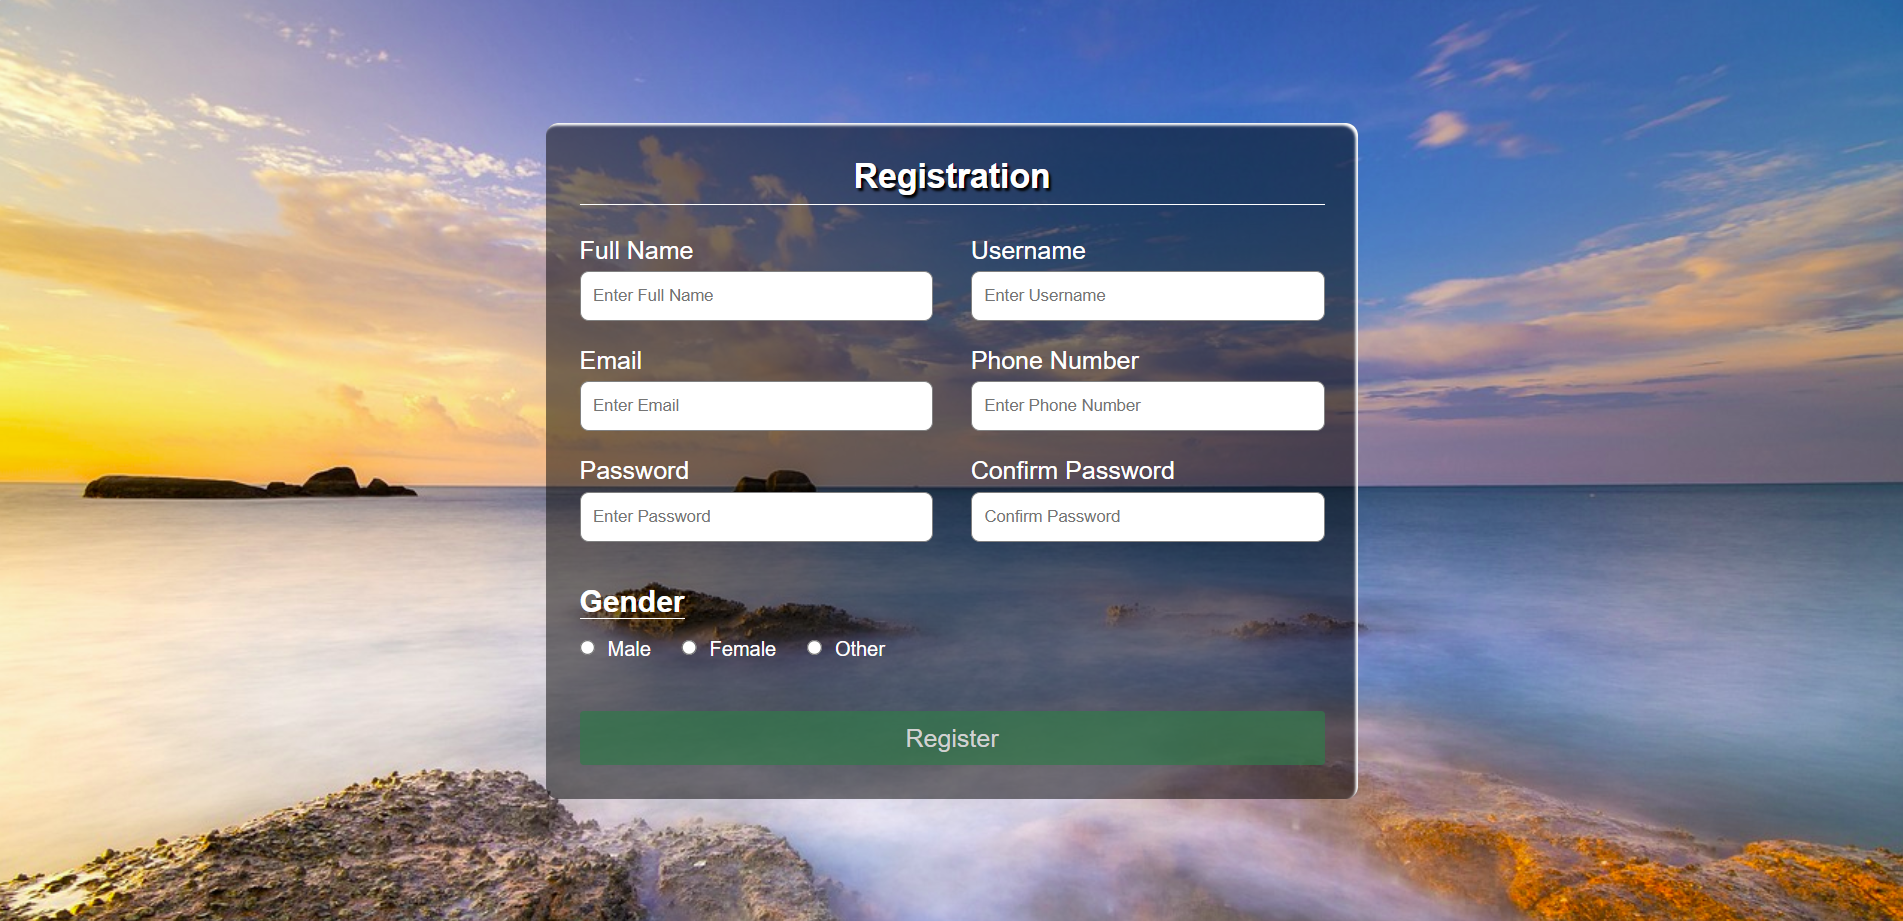 Registration
Full Name Username
Enter Full Name Enter Username
Email Phone Number
Enter Email Enter Phone Number
Password Confirm Password
Enter Password Confirm Password
Gender
Male Female Other
Register